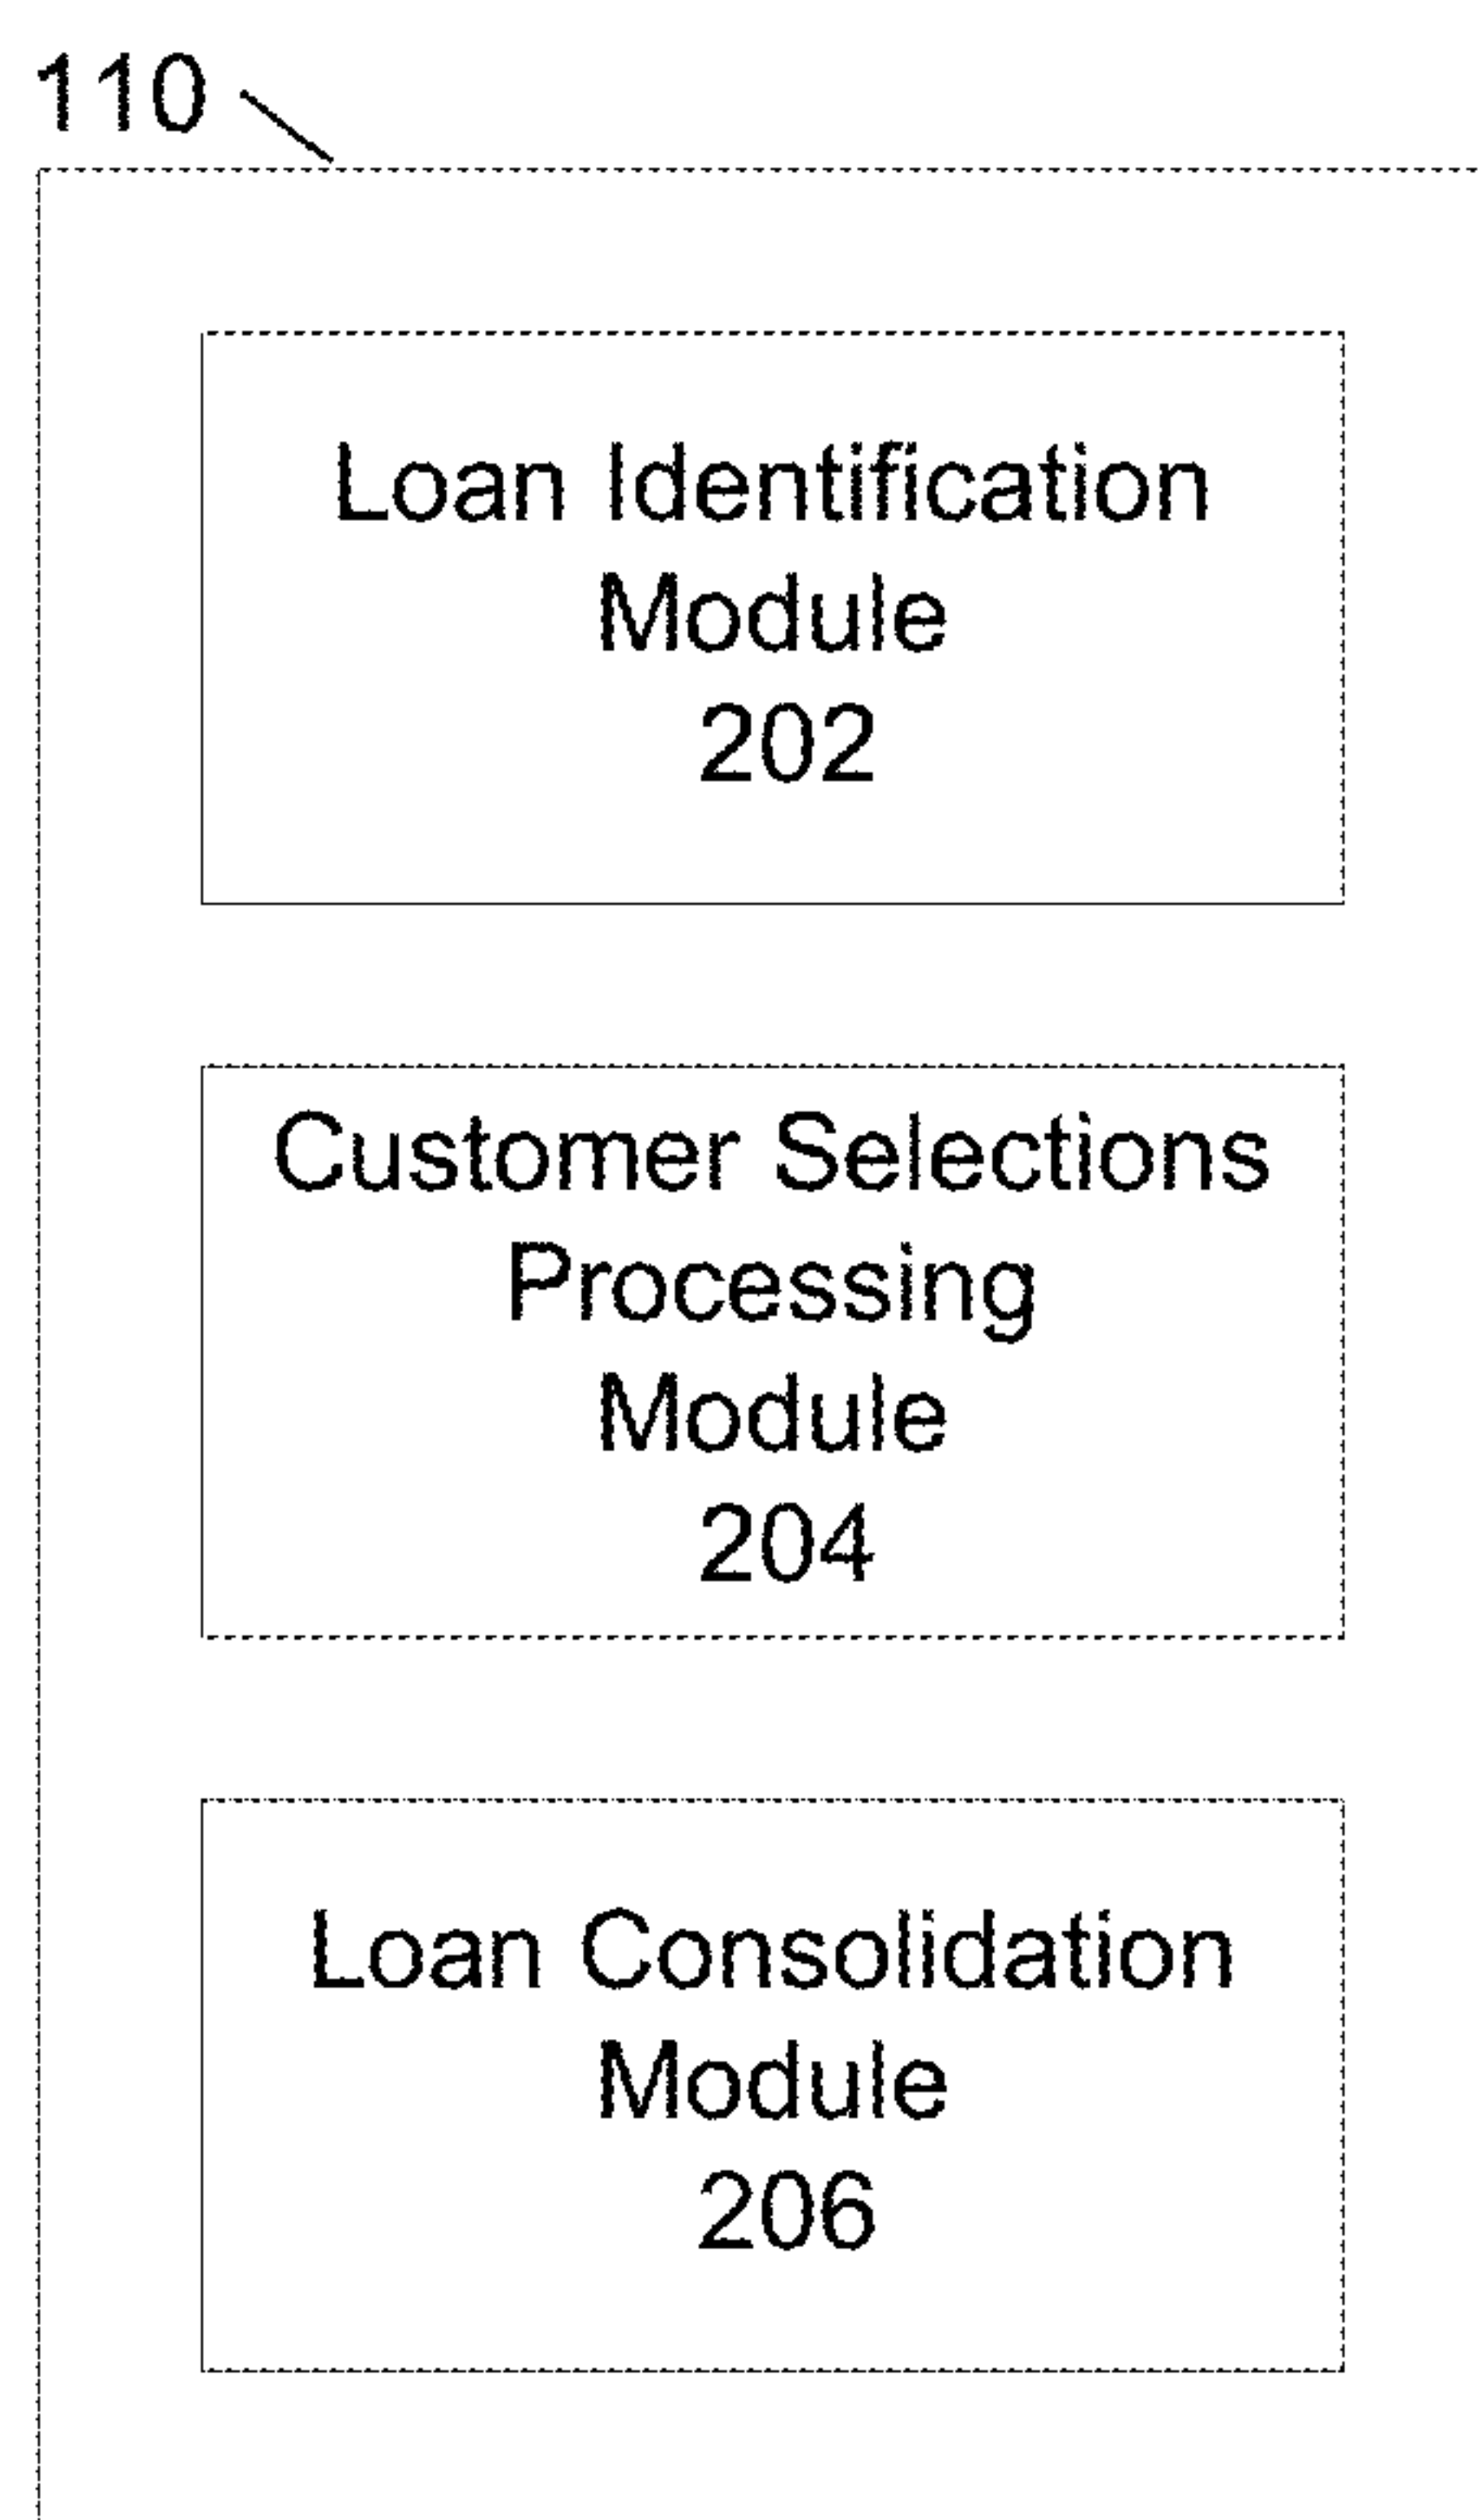 110
Loan Identification
Module
202
Customer Selections
Processing
Module
204
Loan Consolidation
Module
206